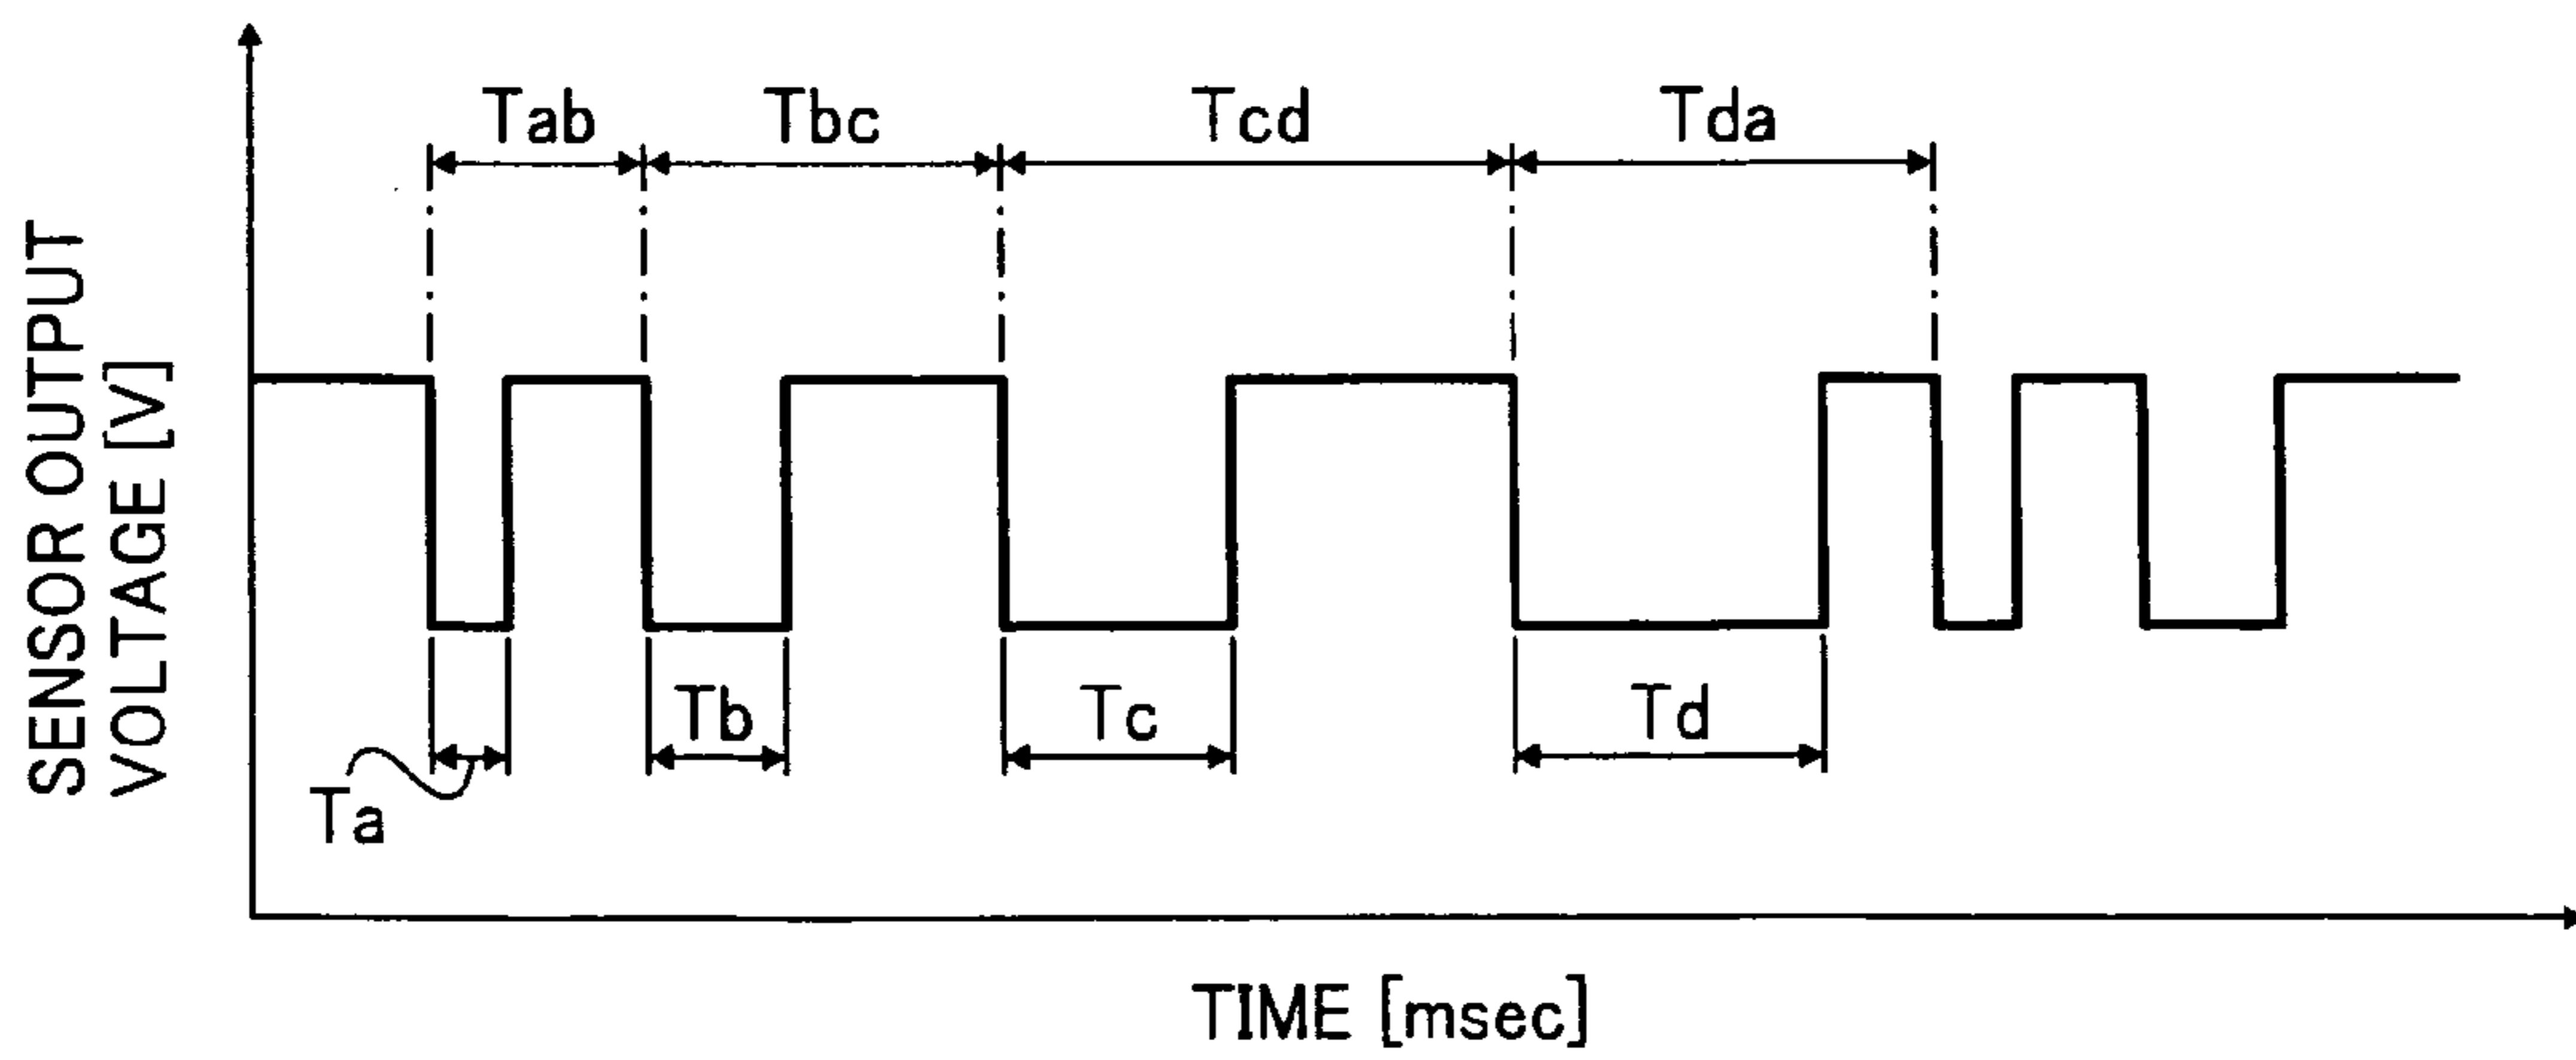 Tab
Tbc
Tcd
Tda
SENSOR OUTPUT
VOLTAGE [V]
Ta
Tb
Tc
Td
TIME [msec]